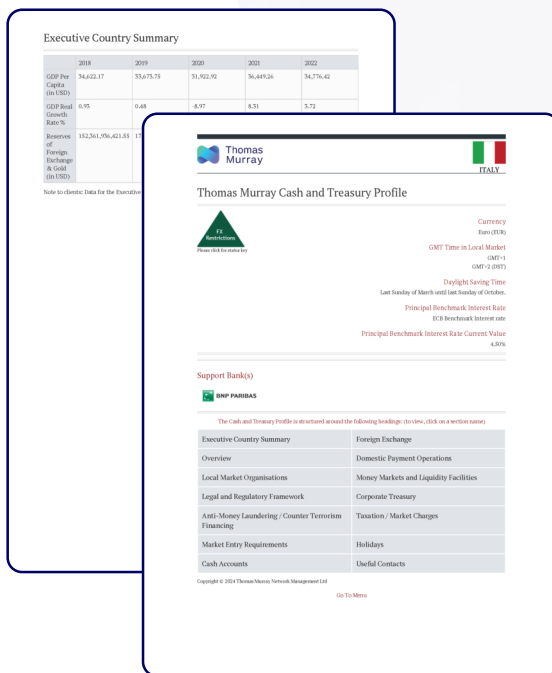 Executive Country Summary
2018 2019 2020 2021 2022
GDP Per Capita (in USD) 34,622.17 33,673.75 31,922.92 36,449.26 34,776.42
GDP Real Growth Rate % 0.93 0.48 -8.97 8.31 3.72
Reserves of Foreign Exchange & Gold (in USD) 152,361,936,421.55 17
Note to clients: Data for the Executive
Thomas
Murray
ITALY
Thomas Murray Cash and Treasury Profile
FX
Restrictions
Please click for status key
Currency
Euro (EUR)
GMT Time in Local Market
GMT+1
GMT+2 (DST)
Daylight Saving Time
Last Sunday of March until last Sunday of October.
Principal Benchmark Interest Rate
ECB Benchmark Interest rate
Principal Benchmark Interest Rate Current Value
4.50%
Support Bank(s)
BNP PARIBAS
The Cash and Treasury Profile is structured around the following headings: (to view, click on a section name)
Executive Country Summary Foreign Exchange
Overview Domestic Payment Operations
Local Market Organisations Money Markets and Liquidity Facilities
Legal and Regulatory Framework Corporate Treasury
Anti-Money Laundering / Counter Terrorism Financing Taxation / Market Charges
Market Entry Requirements Holidays
Cash Accounts Useful Contacts
Copyright © 2024 Thomas Murray Network Management Ltd
Go To Menu